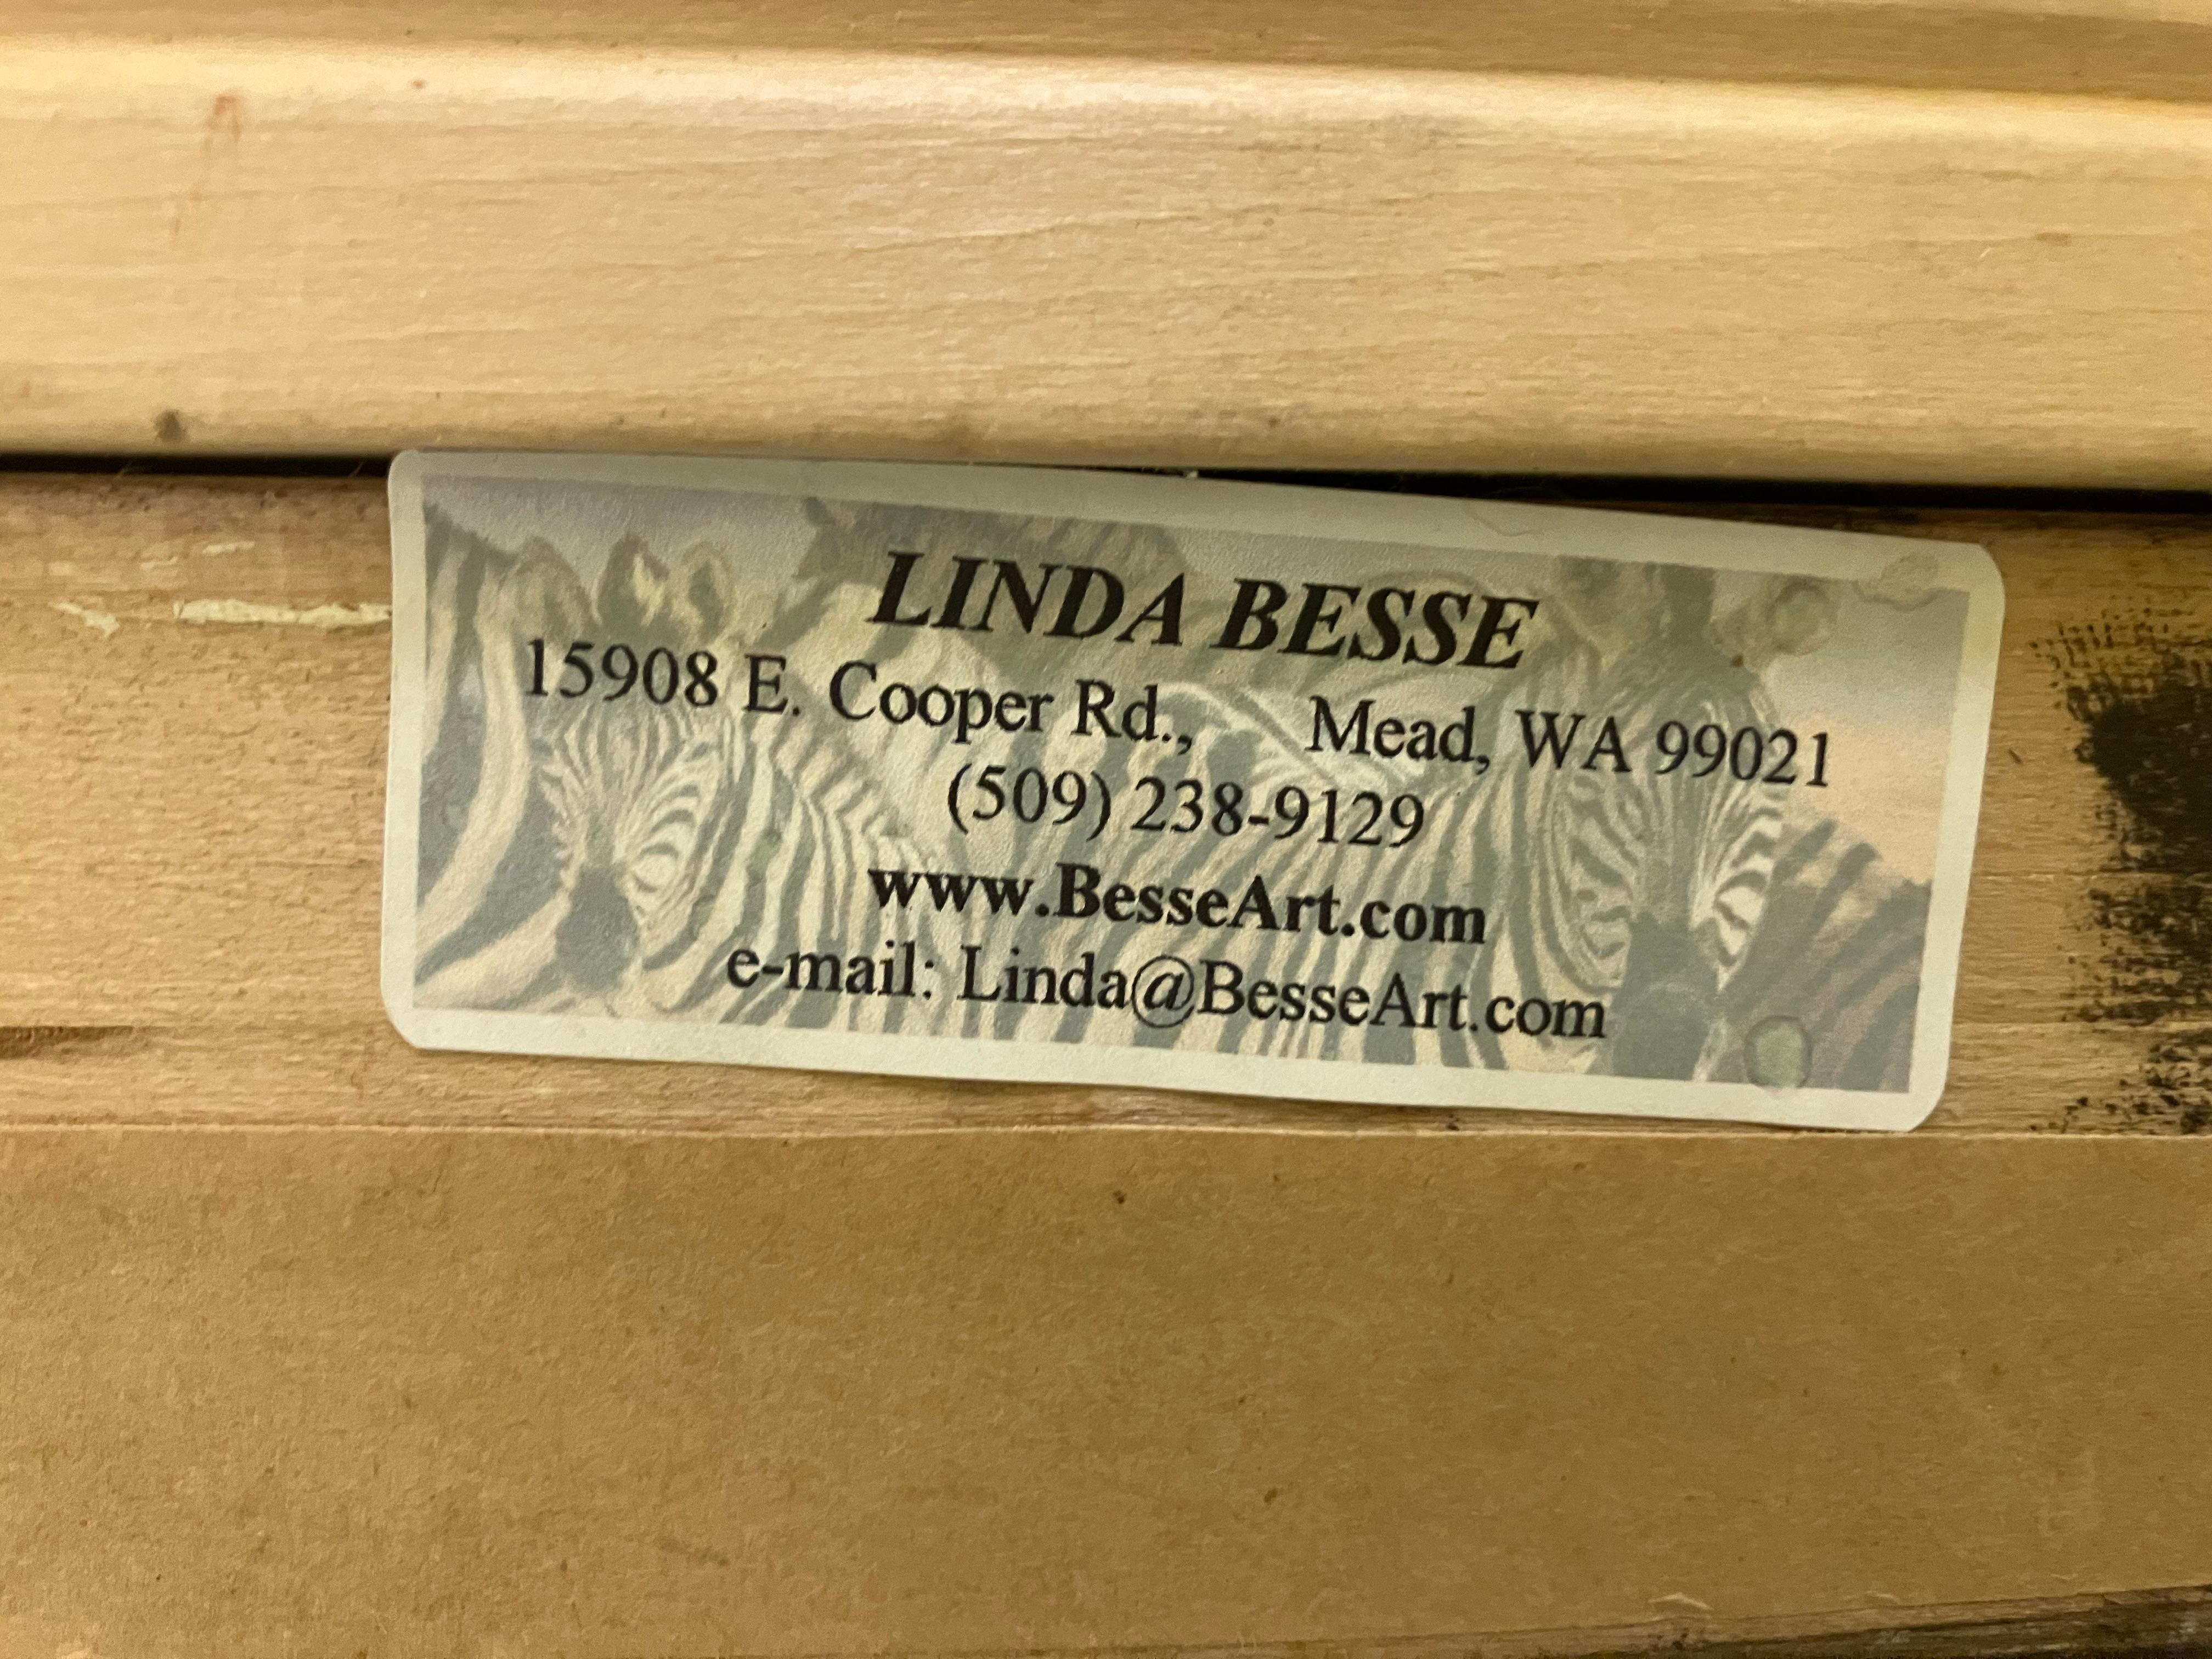 LINDA BESSE
15908 E. Cooper Rd., Mead, WA 99021
(509) 238-9129
www.BesseArt.com
e-mail: Linda@BesseArt.com